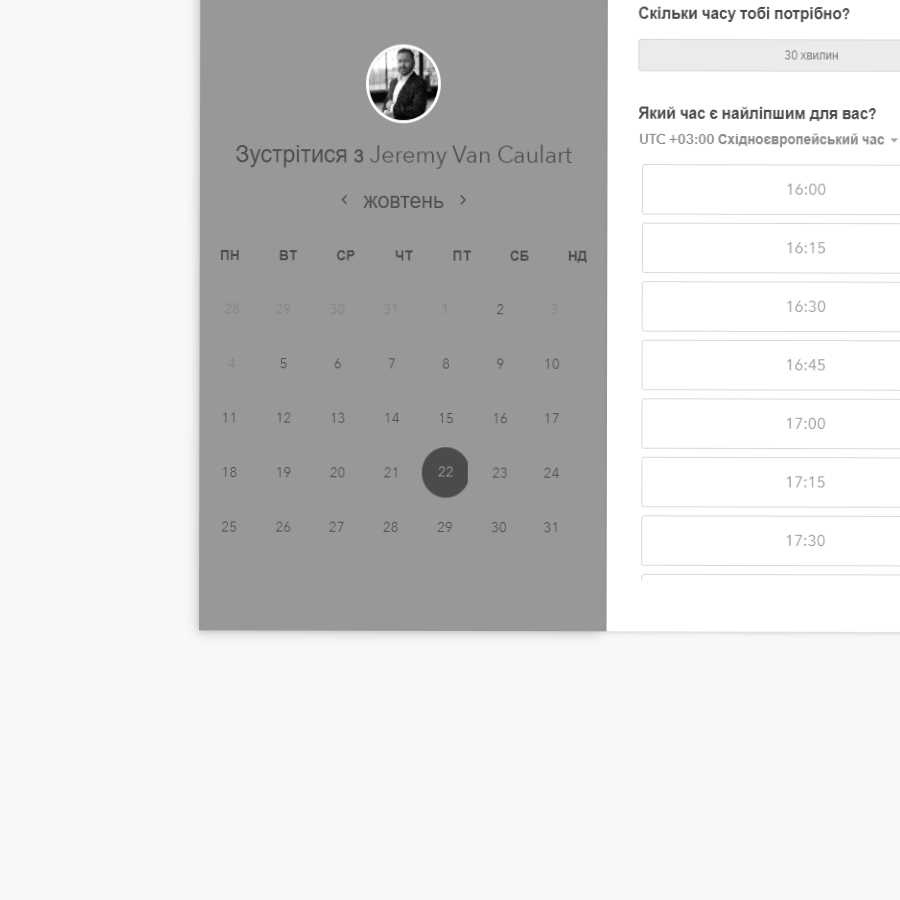 Зустрітися з Jeremy Van Caulart
жовтень
ПН ВТ СР ЧТ ПТ СБ НД
28 29 30 31 1 2 3
4 5 6 7 8 9 10
11 12 13 14 15 16 17
18 19 20 21 22 23 24
25 26 27 28 29 30 31
Скільки часу тобі потрібно?
30 хвилин
Який час є найліпшим для вас?
UTC +03:00 Східноєвропейський час
16:00
16:15
16:30
16:45
17:00
17:15
17:30